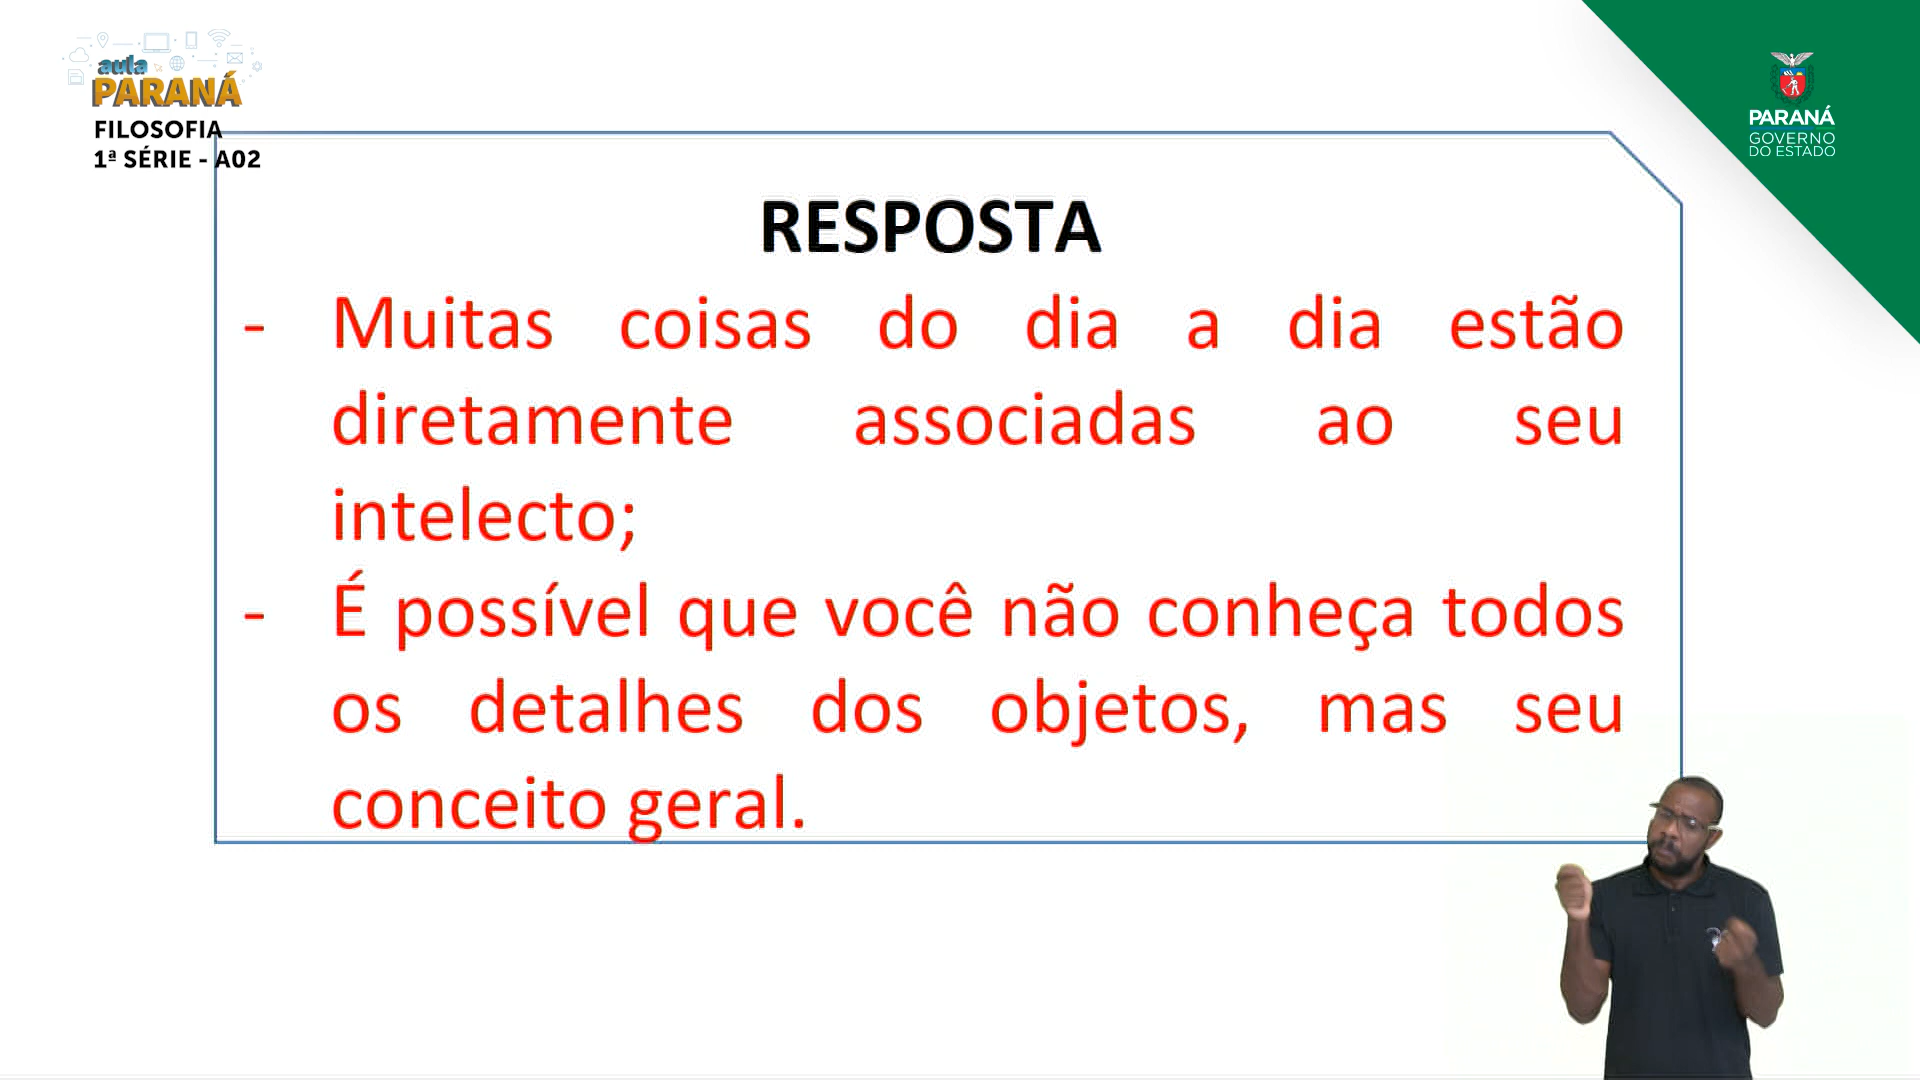 aula
PARANÁ
FILOSOFIA
1ª SÉRIE - A02
PARANÁ
GOVERNO
DO ESTADO
RESPOSTA
- Muitas coisas do dia a dia estão
diretamente associadas ao seu
intelecto;
- É possível que você não conheça todos
os detalhes dos objetos, mas seu
conceito geral.